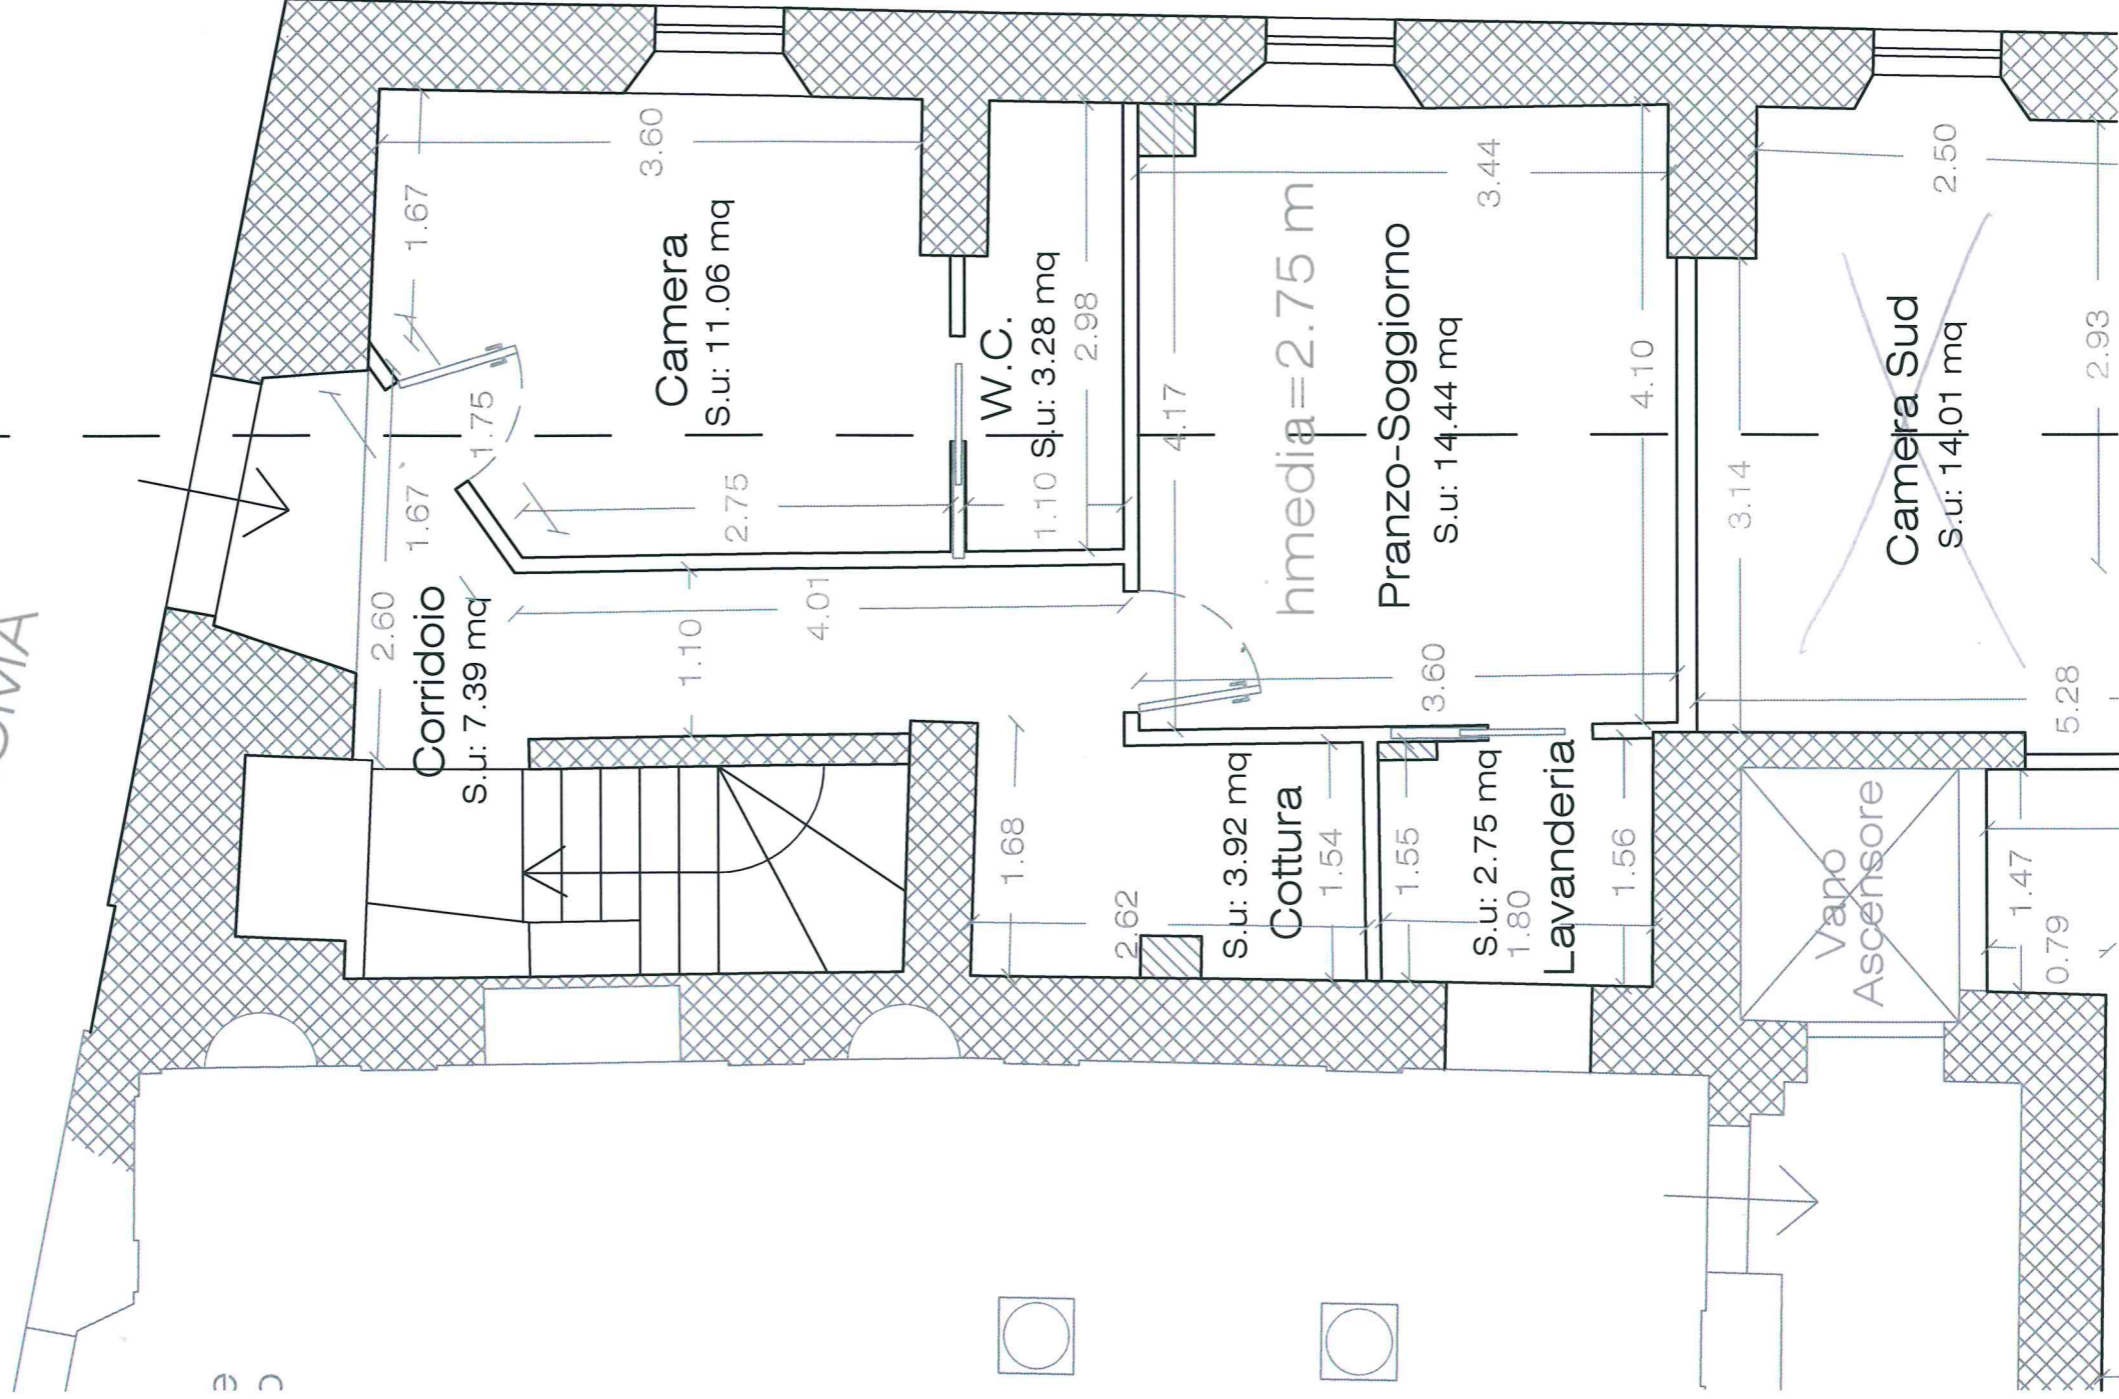 3.60
1.67
Camera
S.u: 11.06 mq
1.75
2.75
1.67
2.60
Corridoio
S.u: 7.39 mq
1.10
4.01
W.C.
S.u: 3.28 mq
2.98
1.10
4.17
3.44
hmedia=2.75 m
Pranzo-Soggiorno
S.u: 14.44 mq
4.10
3.60
2.50
Camera Sud
S.u: 14.01 mq
2.93
3.14
5.28
1.68
2.62
S.u: 3.92 mq
Cottura
1.54
1.55
S.u: 2.75 mq
1.80
Lavanderia
1.56
Vano
Ascensore
1.47
0.79